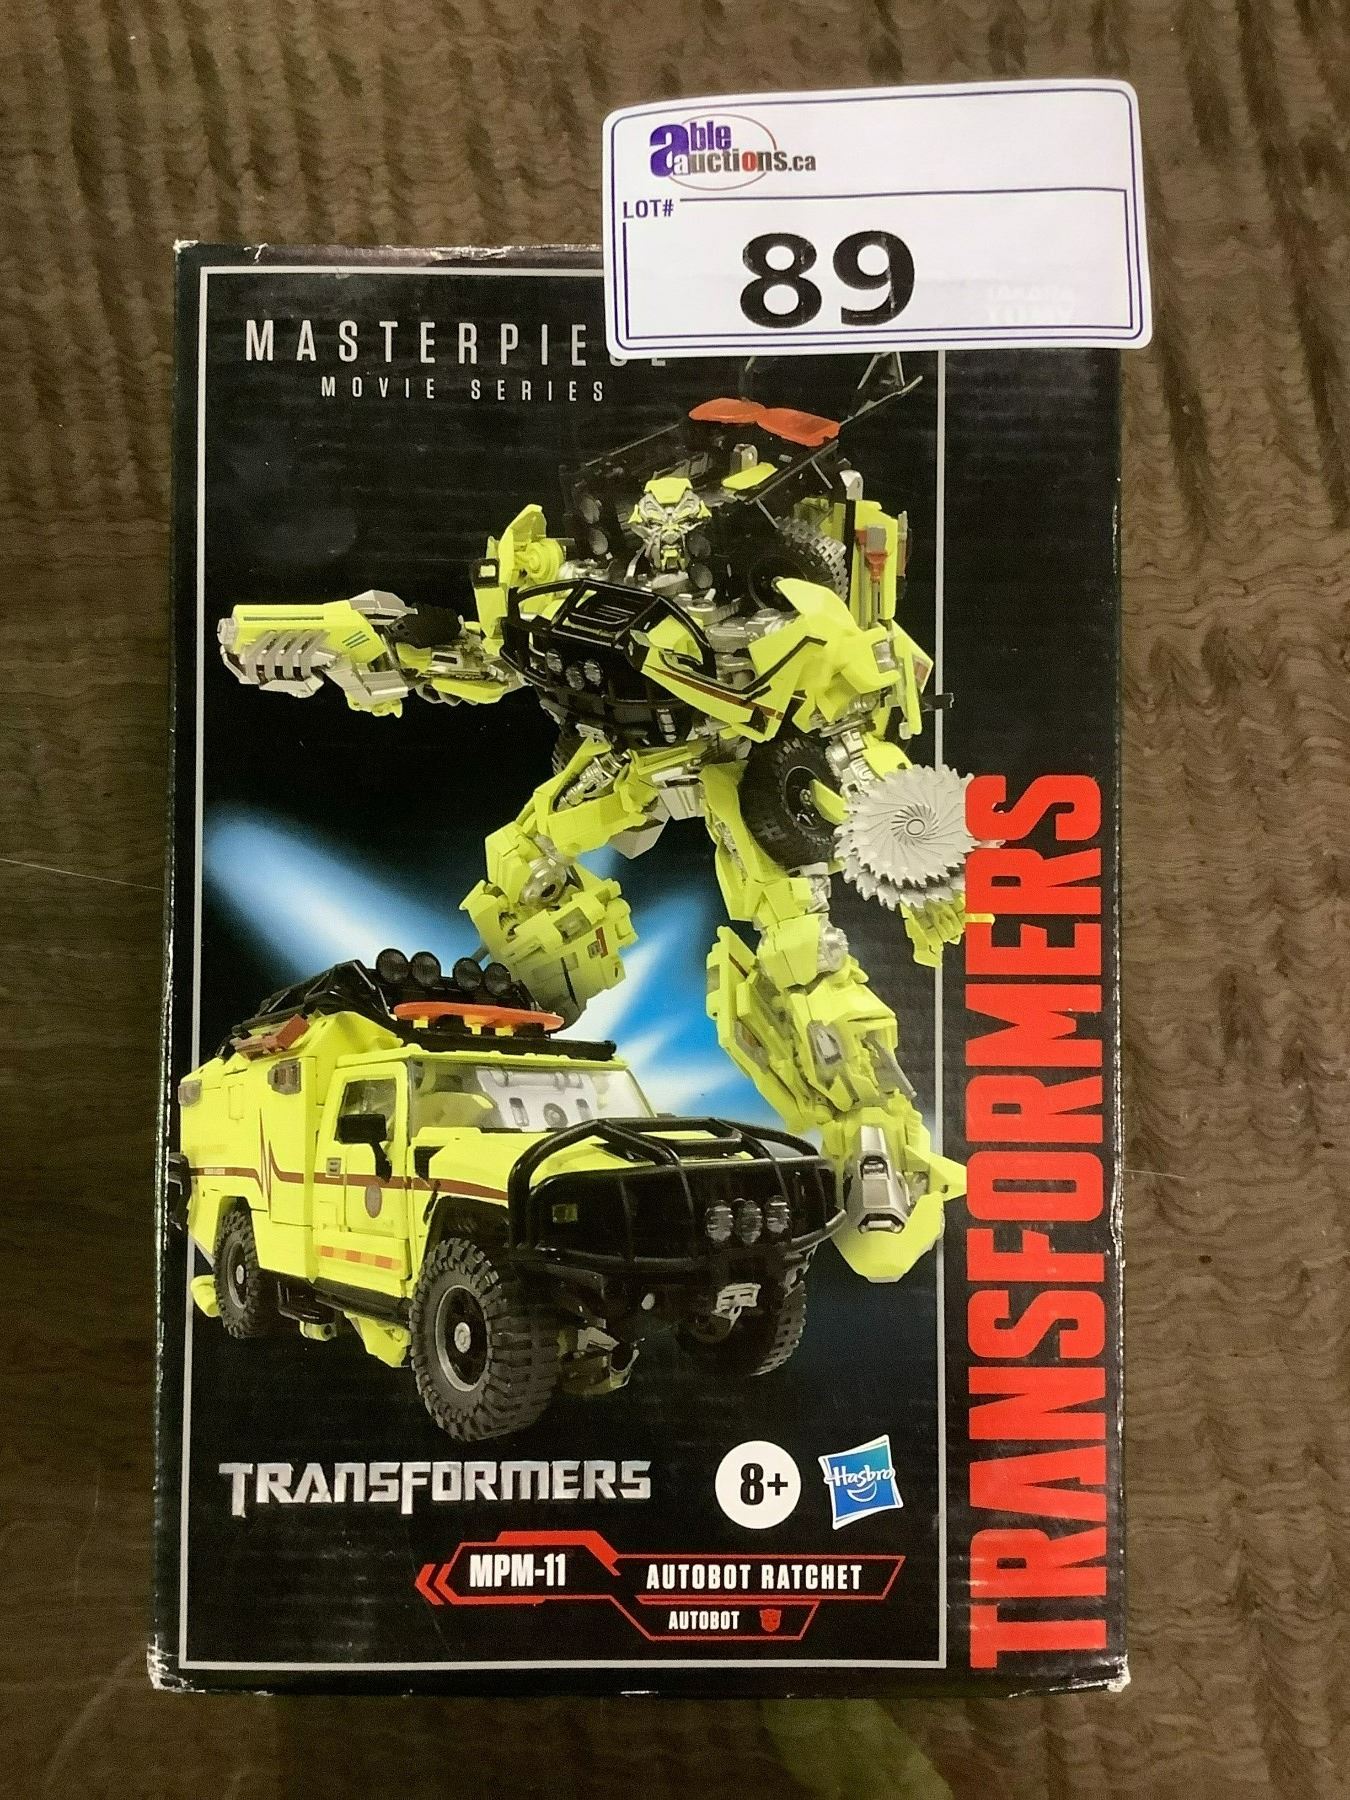 able
auctions.ca
LOT#
89
MASTERPIECE
MOVIE SERIES
TRANSFORMERS
TRANSFORMERS
8+
Hasbro
MPM-11
AUTOBOT RATCHET
AUTOBOT